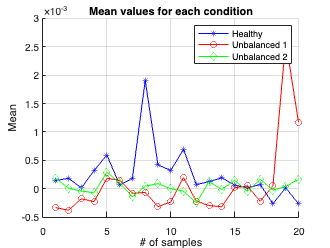 ×10⁻³
Mean values for each condition
3
2.5
2
1.5
1
0.5
0
-0.5
Mean
Healthy
Unbalanced 1
Unbalanced 2
0 5 10 15 20
# of samples